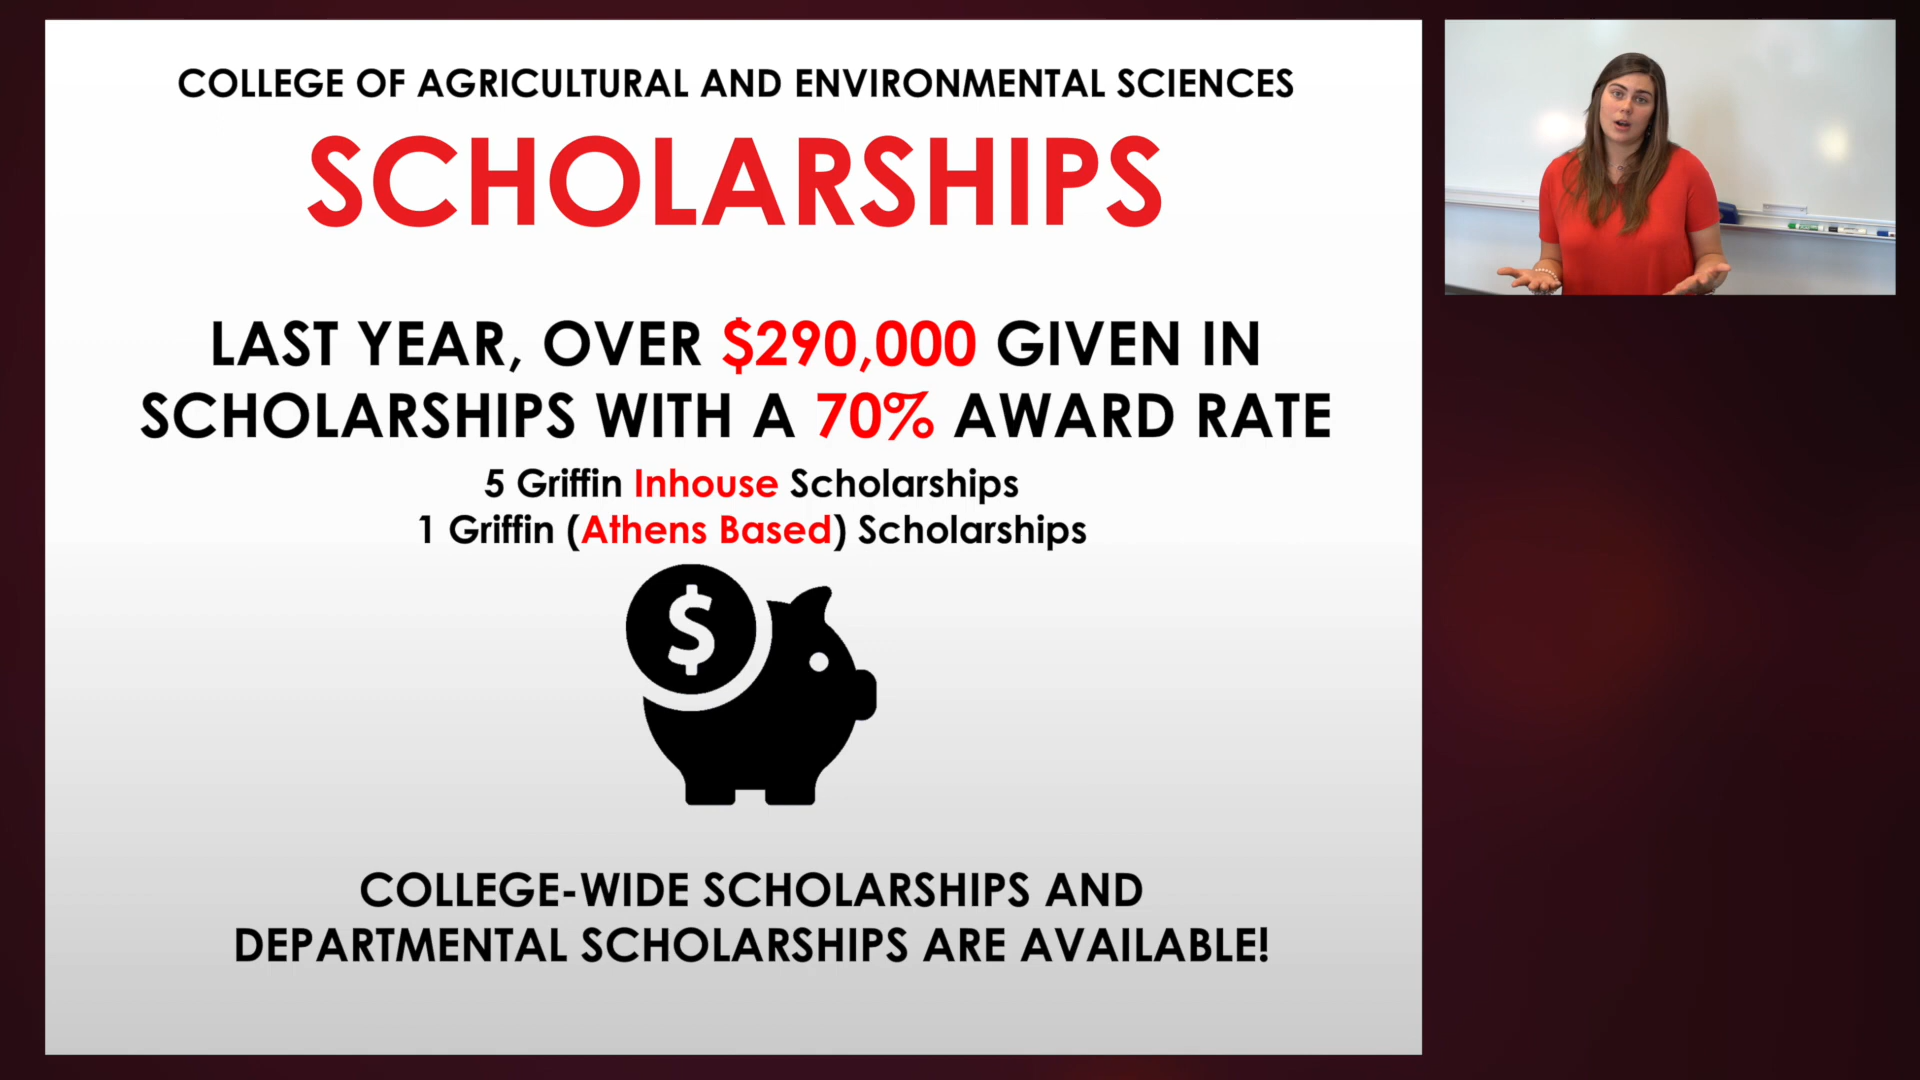 COLLEGE OF AGRICULTURAL AND ENVIRONMENTAL SCIENCES
SCHOLARSHIPS
LAST YEAR, OVER $290,000 GIVEN IN
SCHOLARSHIPS WITH A 70% AWARD RATE
5 Griffin Inhouse Scholarships
1 Griffin (Athens Based) Scholarships
$
COLLEGE-WIDE SCHOLARSHIPS AND
DEPARTMENTAL SCHOLARSHIPS ARE AVAILABLE!